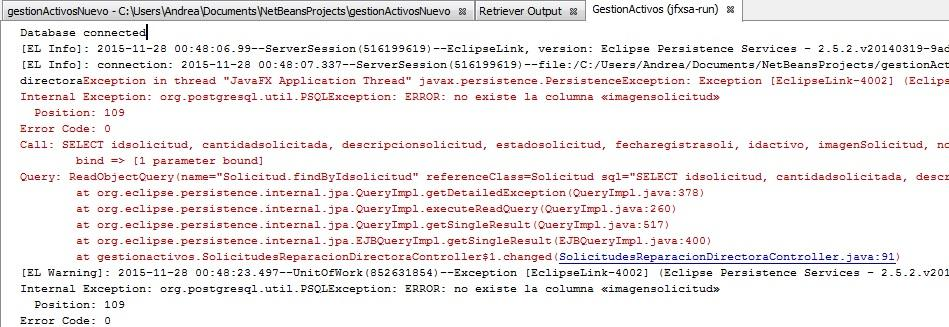 gestionActivosNuevo - C:\Users\Andrea\Documents\NetBeansProjects\gestionActivosNuevo Retriever Output GestionActivos (jfxsa-run)
Database connected
[EL Info]: 2015-11-28 00:48:06.99--ServerSession(516199619)--EclipseLink, version: Eclipse Persistence Services - 2.5.2.v20140319-9ad
[EL Info]: connection: 2015-11-28 00:48:07.337--ServerSession(516199619)--file:/C:/Users/Andrea/Documents/NetBeansProjects/gestionAct
directoraException in thread "JavaFX Application Thread" javax.persistence.PersistenceException: Exception [EclipseLink-4002] (Eclips
Internal Exception: org.postgresql.util.PSQLException: ERROR: no existe la columna «imagensolicitud»
Position: 109
Error Code: 0
Call: SELECT idsolicitud, cantidadsolicitada, descripcionsolicitud, estadosolicitud, fecharegistrasoli, idactivo, imagenSolicitud, no
bind => [1 parameter bound]
Query: ReadObjectQuery(name="Solicitud.findByIdsolicitud" referenceClass=Solicitud sql="SELECT idsolicitud, cantidadsolicitada, descr
at org.eclipse.persistence.internal.jpa.QueryImpl.getDetailedException(QueryImpl.java:378)
at org.eclipse.persistence.internal.jpa.QueryImpl.executeReadQuery(QueryImpl.java:260)
at org.eclipse.persistence.internal.jpa.QueryImpl.getSingleResult(QueryImpl.java:517)
at org.eclipse.persistence.internal.jpa.EJBQueryImpl.getSingleResult(EJBQueryImpl.java:400)
at gestionactivos.SolicitudesReparacionDirectoraController$1.changed(SolicitudesReparacionDirectoraController.java:91)
[EL Warning]: 2015-11-28 00:48:23.497--UnitOfWork(852631854)--Exception [EclipseLink-4002] (Eclipse Persistence Services - 2.5.2.v201
Internal Exception: org.postgresql.util.PSQLException: ERROR: no existe la columna «imagensolicitud»
Position: 109
Error Code: 0